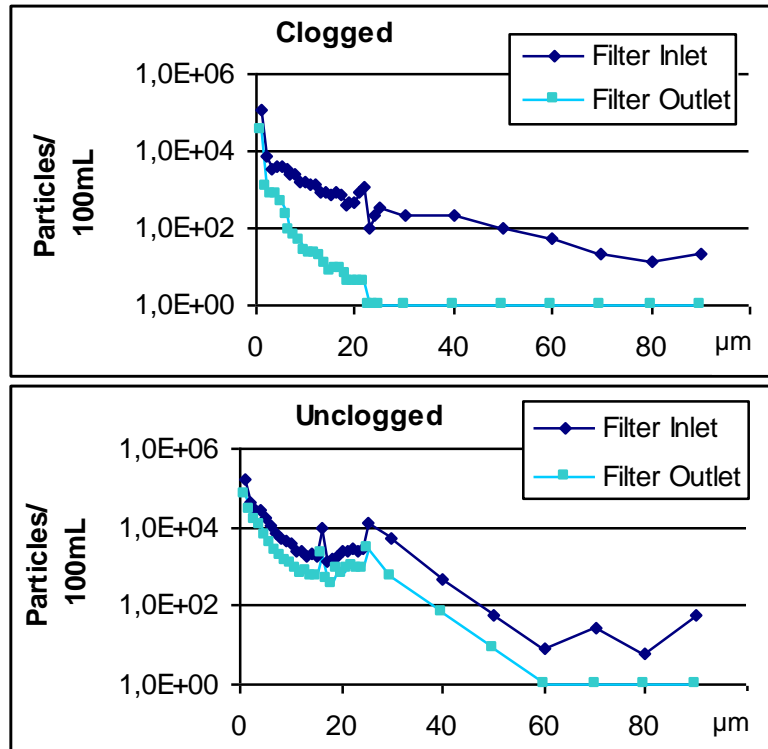 Clogged
Filter Inlet
Filter Outlet
1,0E+06
1,0E+04
1,0E+02
1,0E+00
Particles/
100mL
0 20 40 60 80 µm
Unclogged
Filter Inlet
Filter Outlet
1,0E+06
1,0E+04
1,0E+02
1,0E+00
Particles/
100mL
0 20 40 60 80 µm